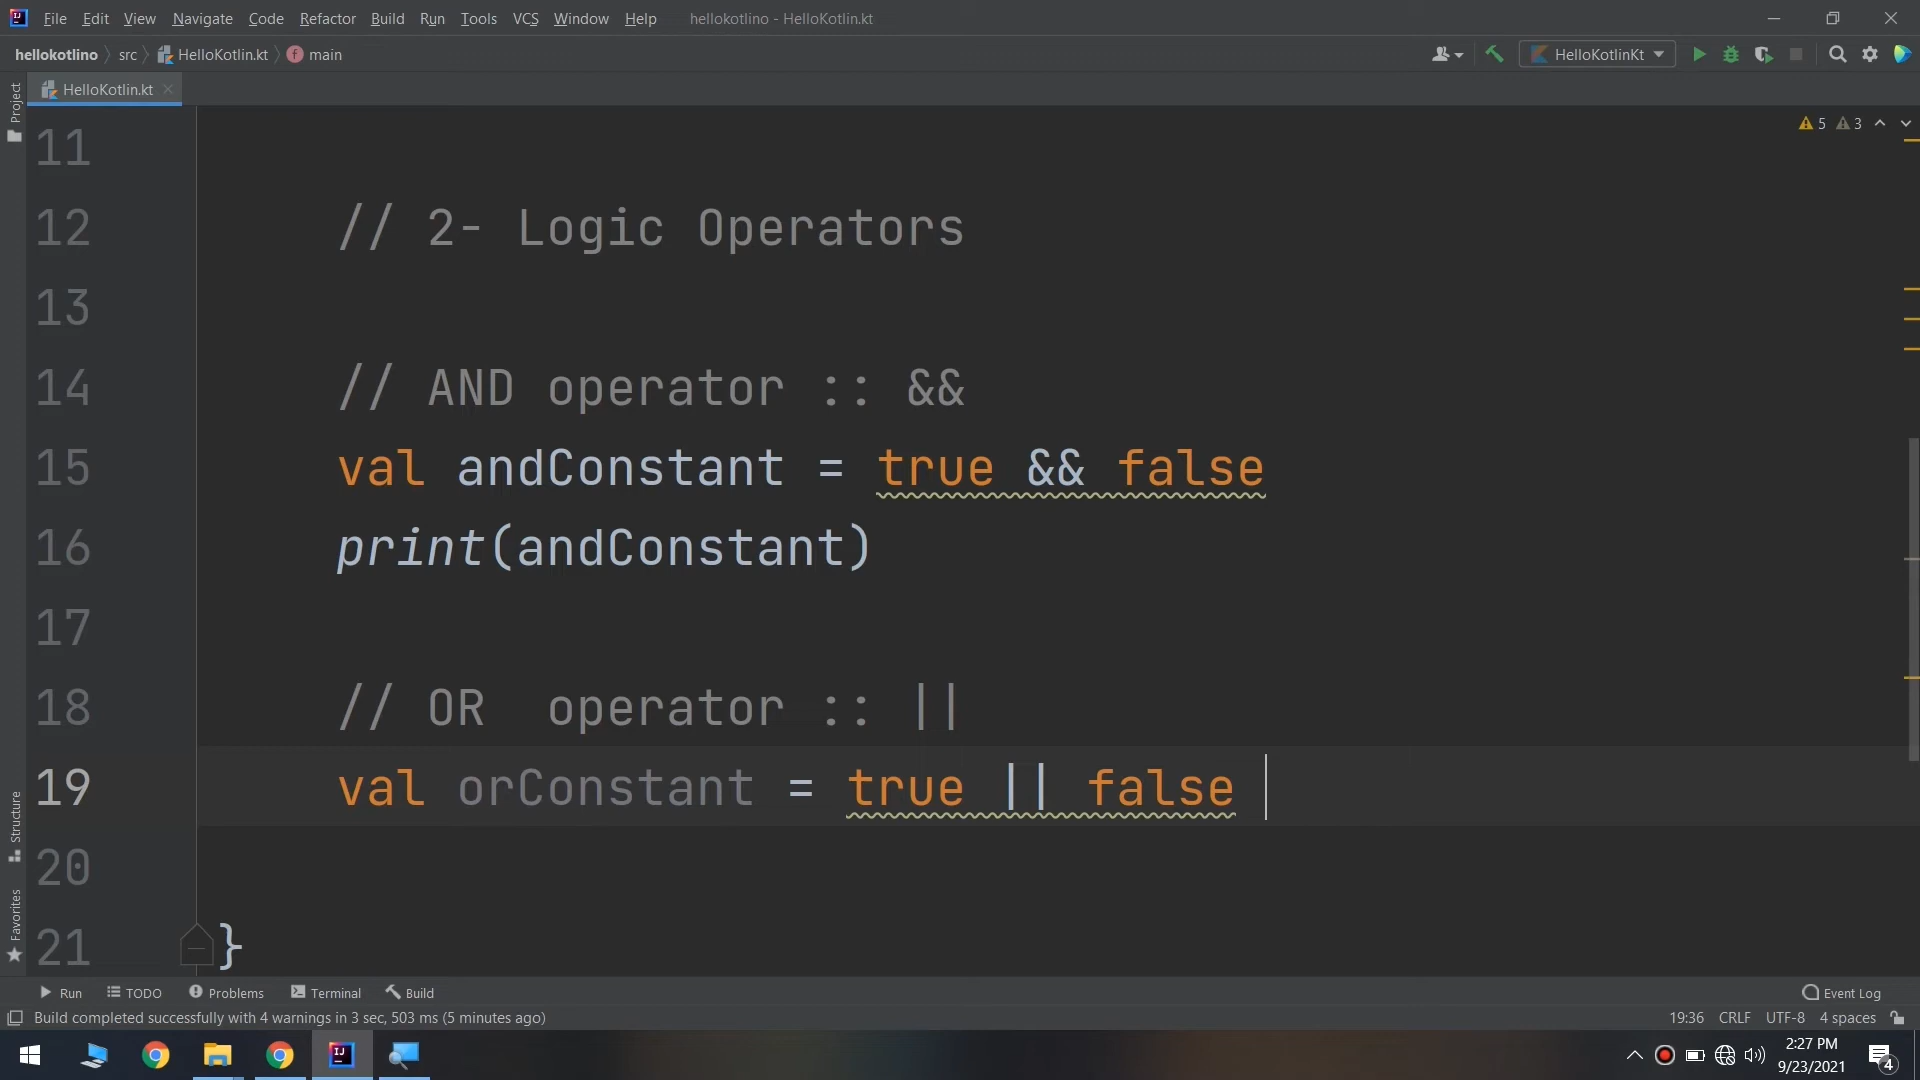 File Edit View Navigate Code Refactor Build Run Tools VCS Window Help hellokotlino - HelloKotlin.kt
hellokotlino src HelloKotlin.kt main HelloKotlinKt
HelloKotlin.kt
Project
5 3
11
12 // 2- Logic Operators
13
14 // AND operator :: &&
15 val andConstant = true && false
16 print(andConstant)
17
18 // OR  operator :: ||
19 val orConstant = true || false
20
21 }
Structure
Favorites
Run TODO Problems Terminal Build Event Log
Build completed successfully with 4 warnings in 3 sec, 503 ms (5 minutes ago) 19:36 CRLF UTF-8 4 spaces
2:27 PM
9/23/2021
4